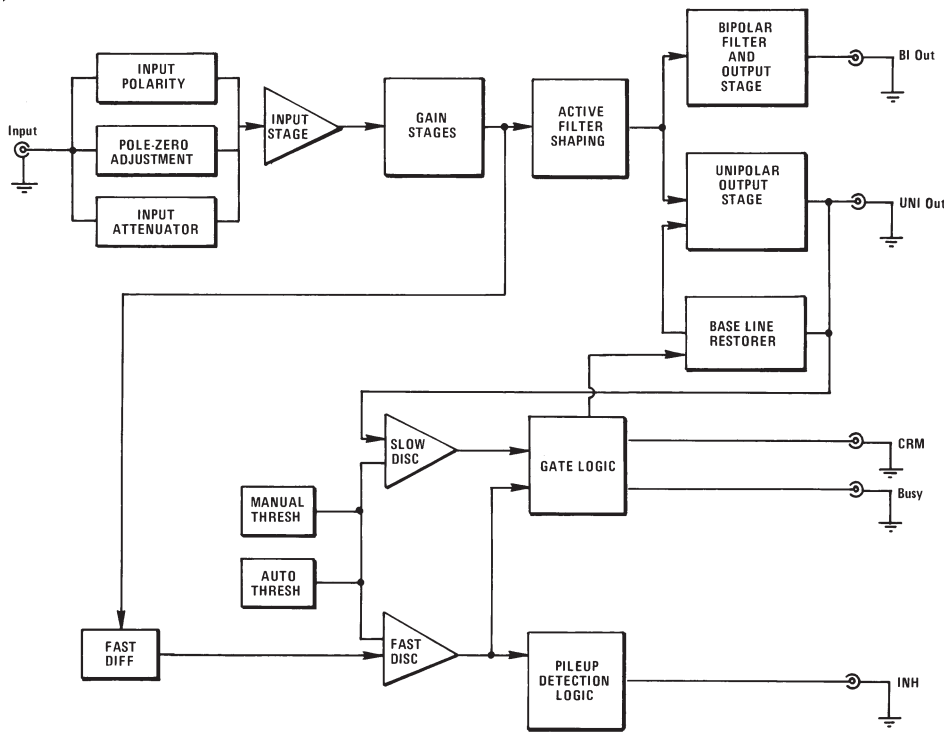 BIPOLAR
FILTER
AND
OUTPUT
STAGE
BI Out
INPUT
POLARITY
Input
POLE-ZERO
ADJUSTMENT
INPUT
ATTENUATOR
INPUT
STAGE
GAIN
STAGES
ACTIVE
FILTER
SHAPING
UNIPOLAR
OUTPUT
STAGE
UNI Out
BASE LINE
RESTORER
SLOW
DISC
GATE LOGIC
CRM
Busy
MANUAL
THRESH
AUTO
THRESH
FAST
DIFF
FAST
DISC
PILEUP
DETECTION
LOGIC
INH